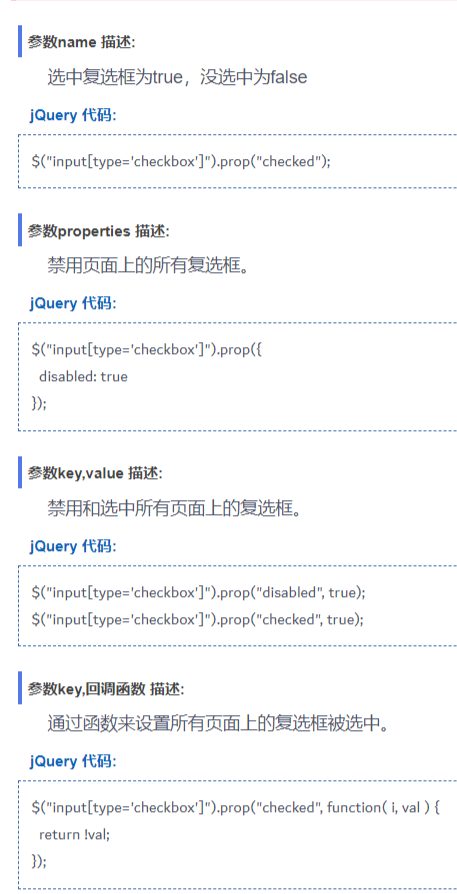 参数name 描述:
选中复选框为true，没选中为false
jQuery 代码:
$("input[type='checkbox']").prop("checked");
参数properties 描述:
禁用页面上的所有复选框。
jQuery 代码:
$("input[type='checkbox']").prop({
disabled: true
});
参数key,value 描述:
禁用和选中所有页面上的复选框。
jQuery 代码:
$("input[type='checkbox']").prop("disabled", true);
$("input[type='checkbox']").prop("checked", true);
参数key,回调函数 描述:
通过函数来设置所有页面上的复选框被选中。
jQuery 代码:
$("input[type='checkbox']").prop("checked", function( i, val ) {
return !val;
});